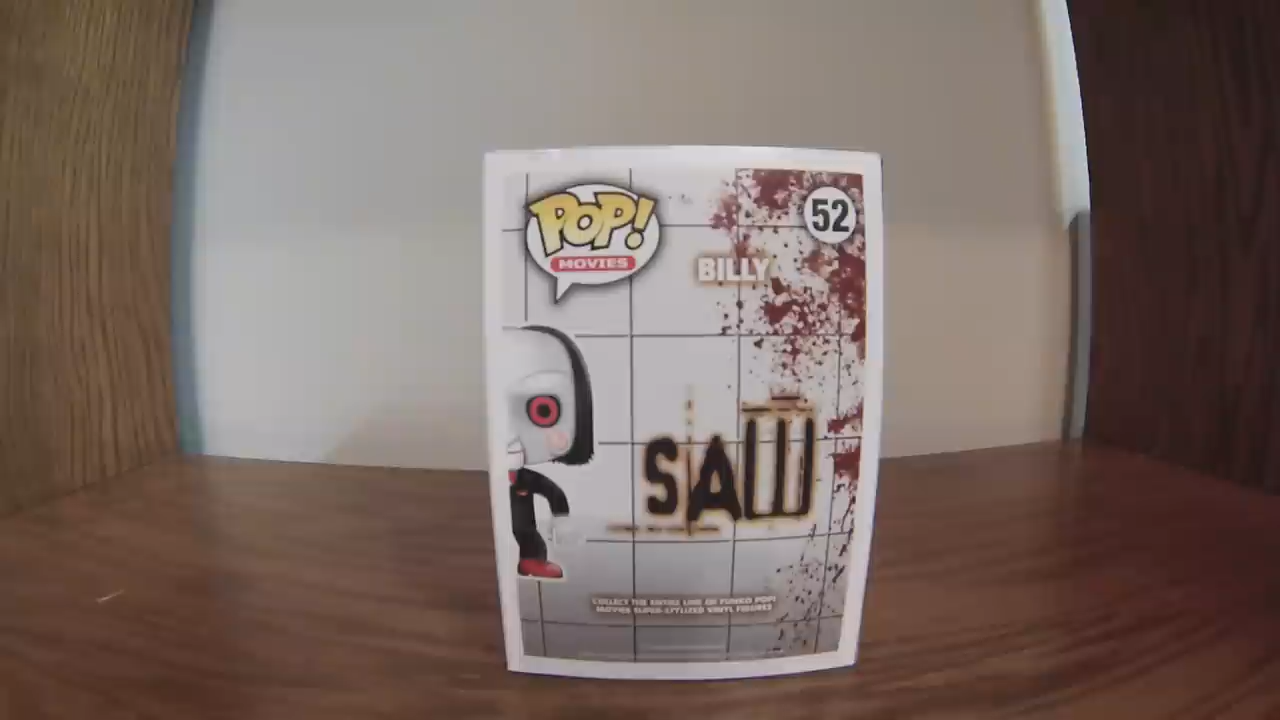 POP!
MOVIES
52
BILLY
SAW
COLLECT THE ENTIRE LINE OF FUNKO POP!
MOVIES SUPER-STYLIZED VINYL FIGURES